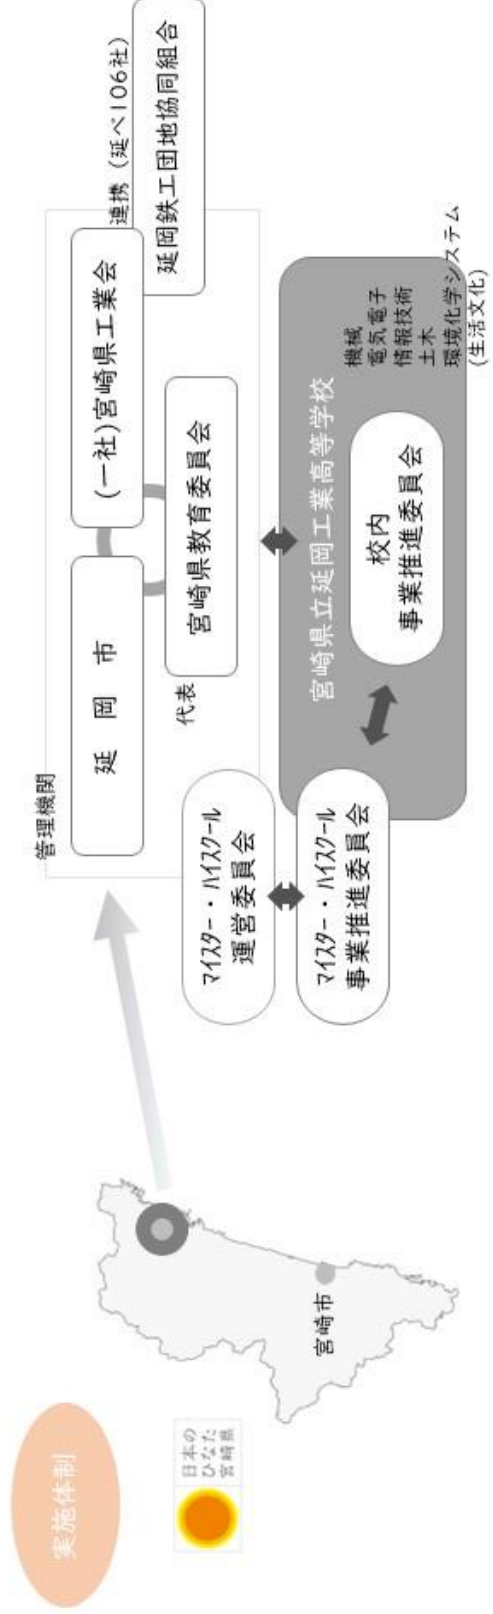 実施体制
日本の
ひなた
宮崎県
宮崎市
管理機関
延岡市
(一社)宮崎県工業会
連携(延べ106社)
延岡鉄工団地協同組合
代表
宮崎県教育委員会
マイスター・ハイスクール
運営委員会
マイスター・ハイスクール
事業推進委員会
宮崎県立延岡工業高等学校
校内
事業推進委員会
機械
電気電子
情報技術
土木
環境化学システム
(生活文化)